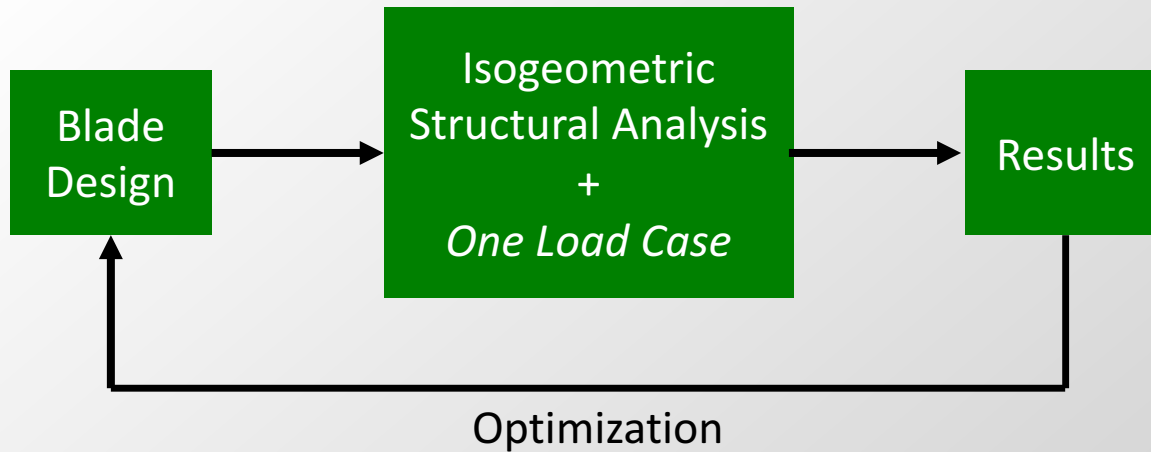 Blade
Design
Isogeometric
Structural Analysis
+
One Load Case
Results
Optimization